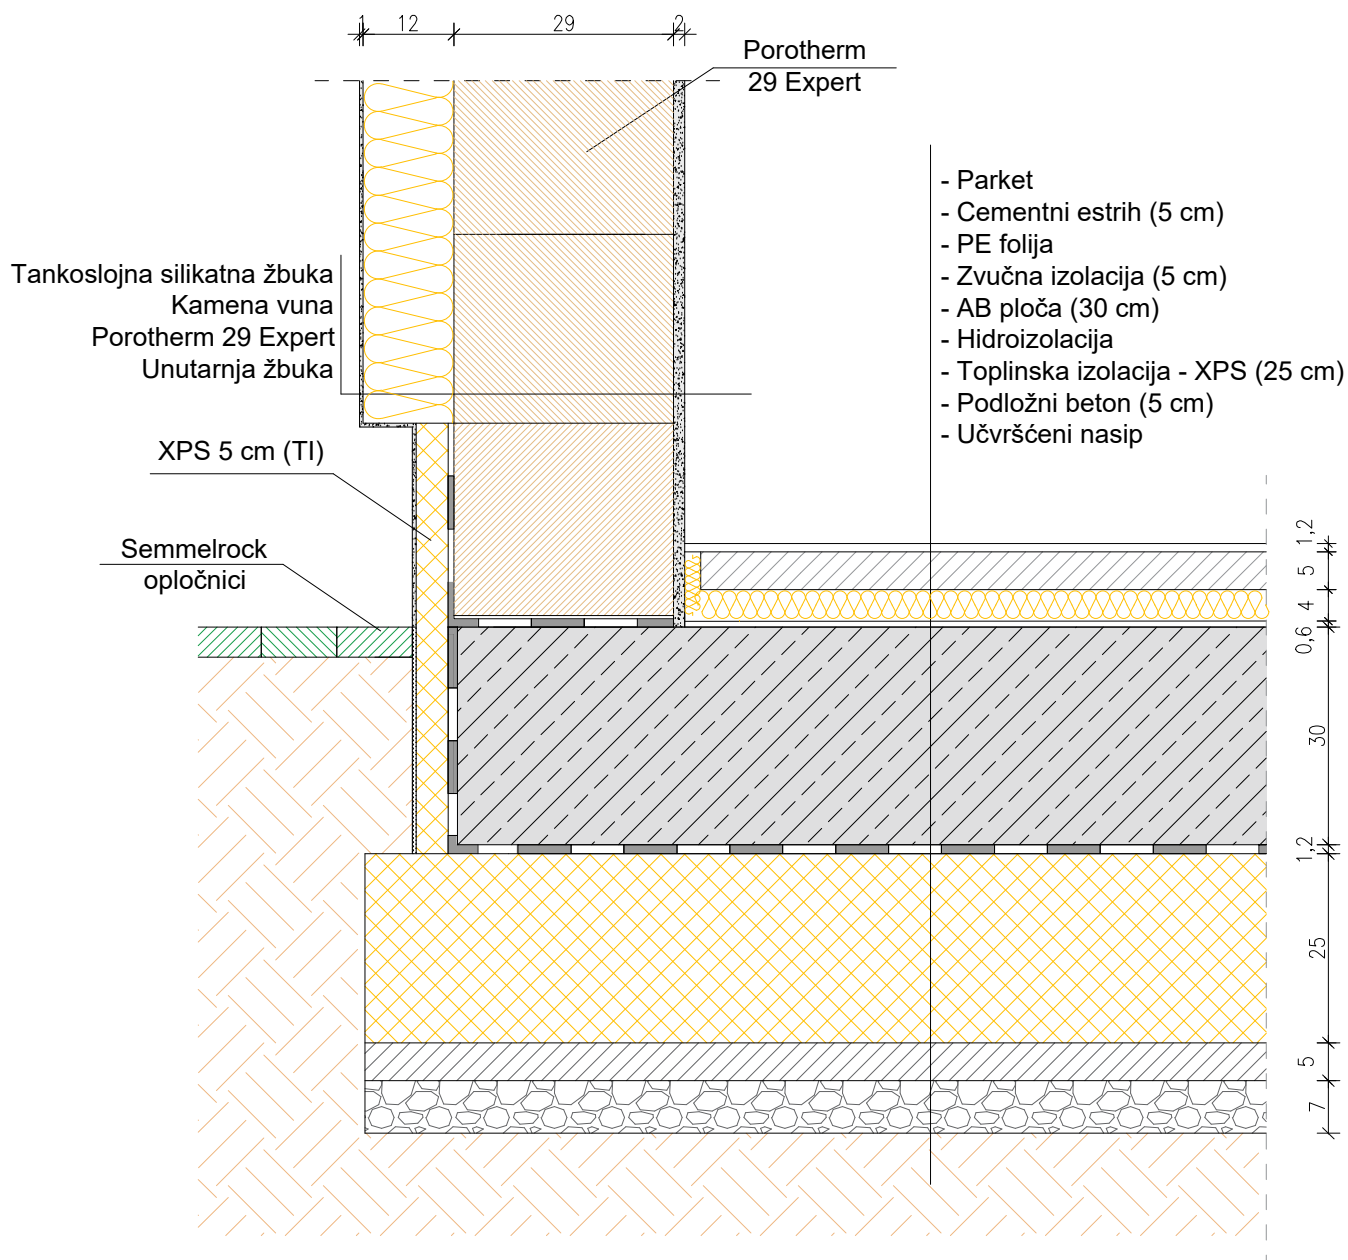 1 12 29 2
Porotherm
29 Expert
- Parket
- Cementni estrih (5 cm)
- PE folija
- Zvučna izolacija (5 cm)
- AB ploča (30 cm)
- Hidroizolacija
- Toplinska izolacija - XPS (25 cm)
- Podložni beton (5 cm)
- Učvršćeni nasip
Tankoslojna silikatna žbuka
Kamena vuna
Porotherm 29 Expert
Unutarnja žbuka
XPS 5 cm (TI)
Semmelrock
opločnici
1,2
5
4
0,6
30
1,2
25
5
7